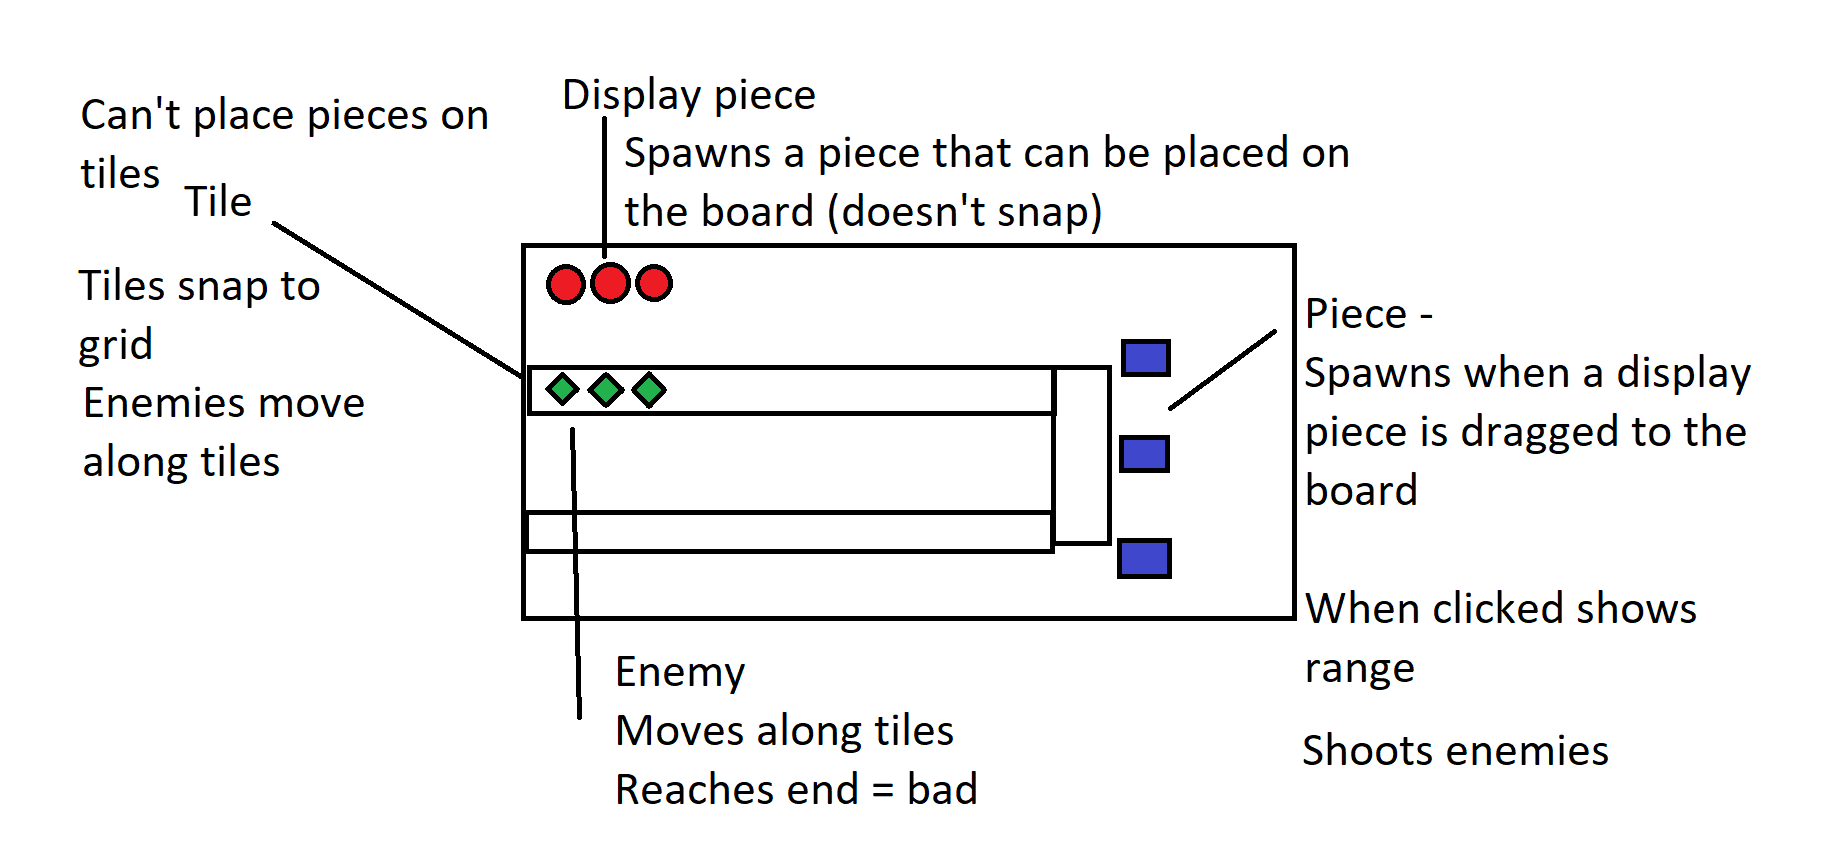 Can't place pieces on
tiles
Tile
Tiles snap to
grid
Enemies move
along tiles
Display piece
Spawns a piece that can be placed on
the board (doesn't snap)
Piece -
Spawns when a display
piece is dragged to the
board
When clicked shows
range
Shoots enemies
Enemy
Moves along tiles
Reaches end = bad